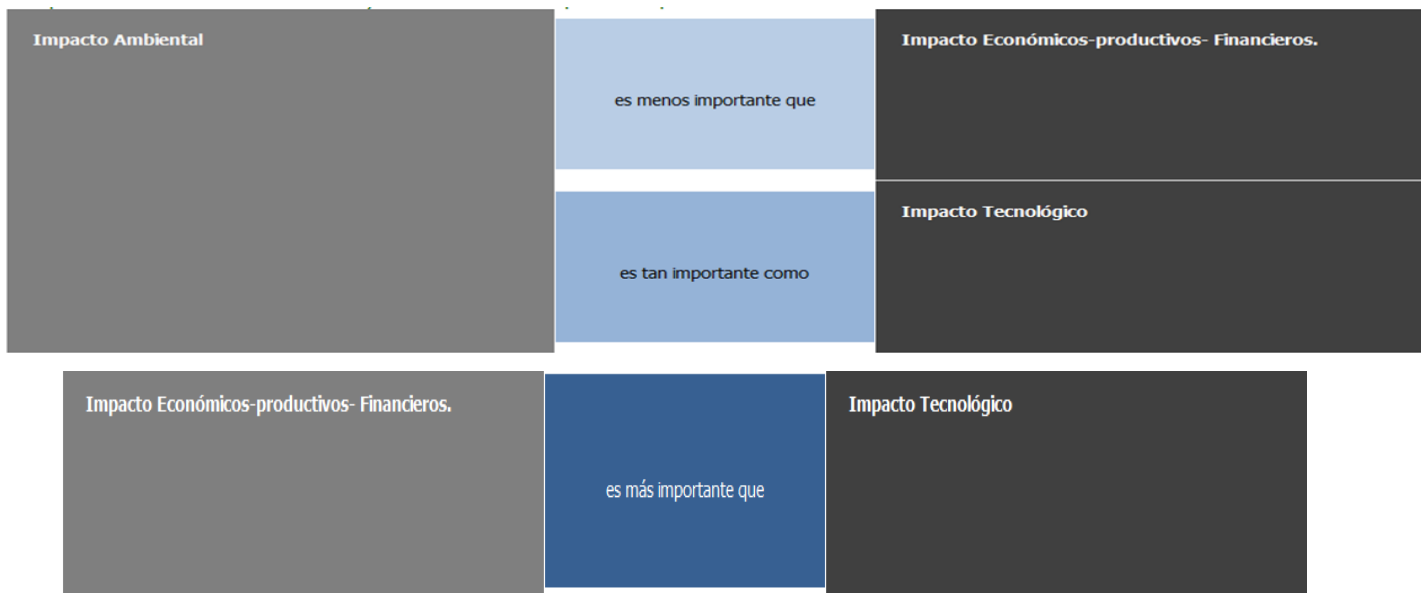 Impacto Ambiental
es menos importante que
Impacto Económicos-productivos- Financieros.
es tan importante como
Impacto Tecnológico
Impacto Económicos-productivos- Financieros.
es más importante que
Impacto Tecnológico